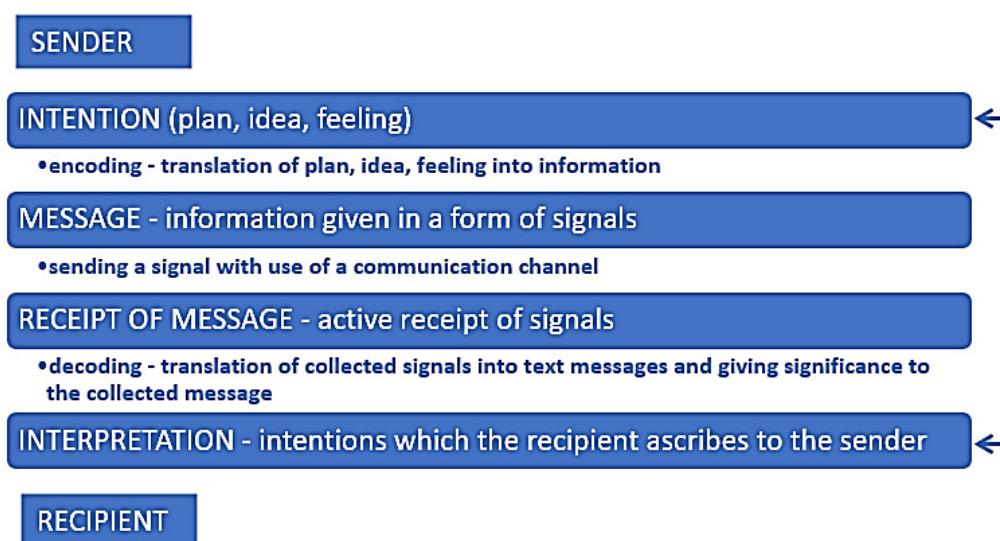 SENDER
INTENTION (plan, idea, feeling)
•encoding - translation of plan, idea, feeling into information
MESSAGE - information given in a form of signals
•sending a signal with use of a communication channel
RECEIPT OF MESSAGE - active receipt of signals
•decoding - translation of collected signals into text messages and giving significance to
the collected message
INTERPRETATION - intentions which the recipient ascribes to the sender
RECIPIENT